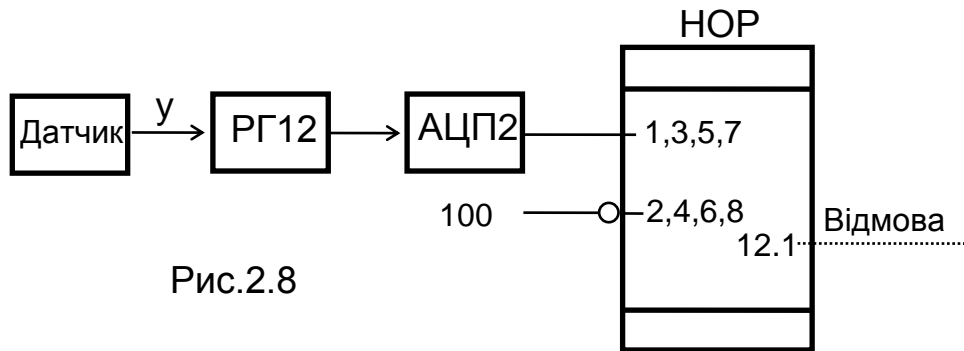 НОР
Датчик
у
РГ12
АЦП2
1,3,5,7
100
2,4,6,8
12.1
Відмова
Рис.2.8